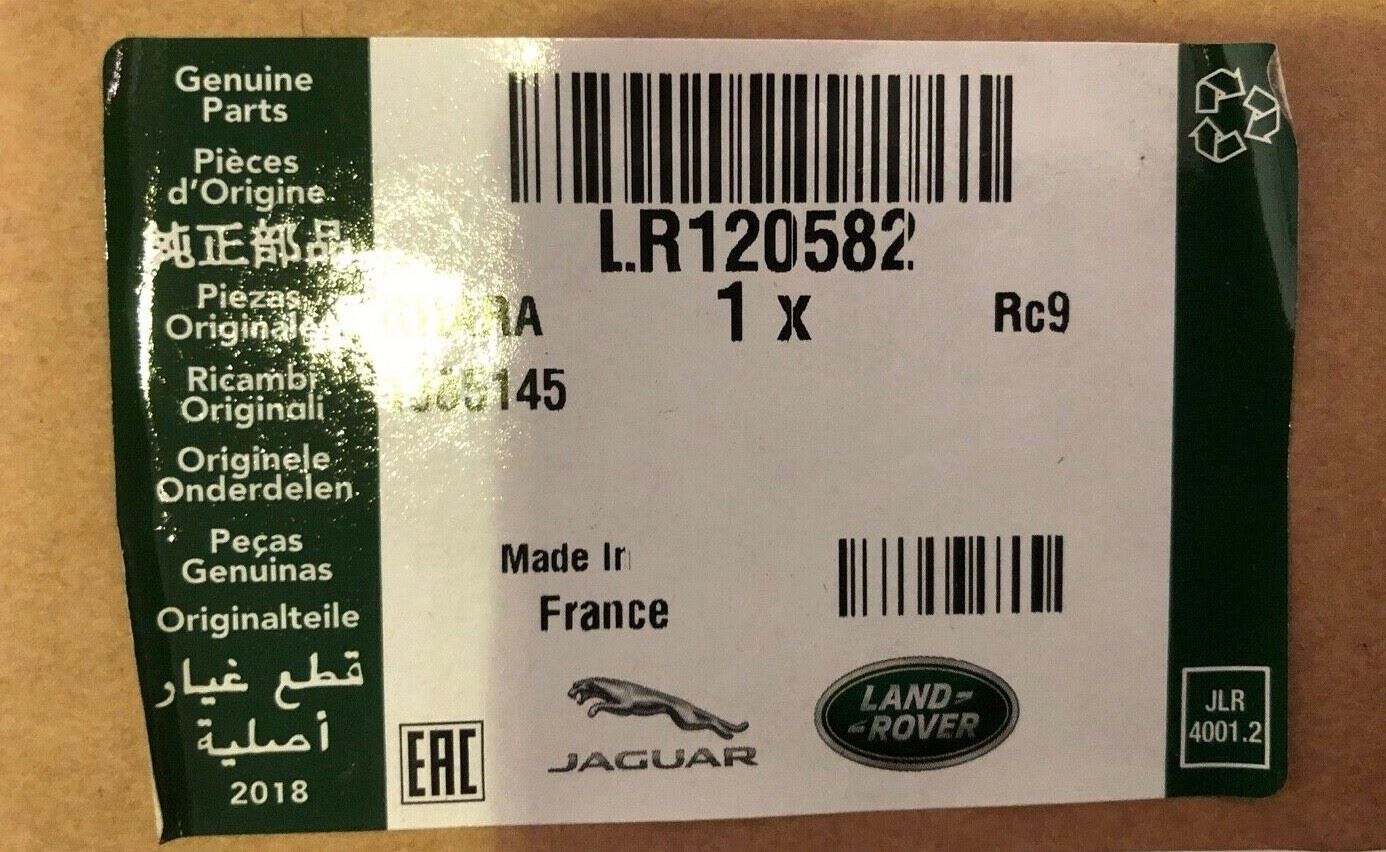 Genuine
Parts
Pièces
d'Origine
純正部品
Piezas
Originales
Ricambi
Originali
Originele
Onderdelen
Peças
Genuinas
Originalteile
قطع غيار
أصلية
2018
LR120582
1 x
Rc9
Made In
France
EAC
JAGUAR
LAND-
-ROVER
JLR
4001.2